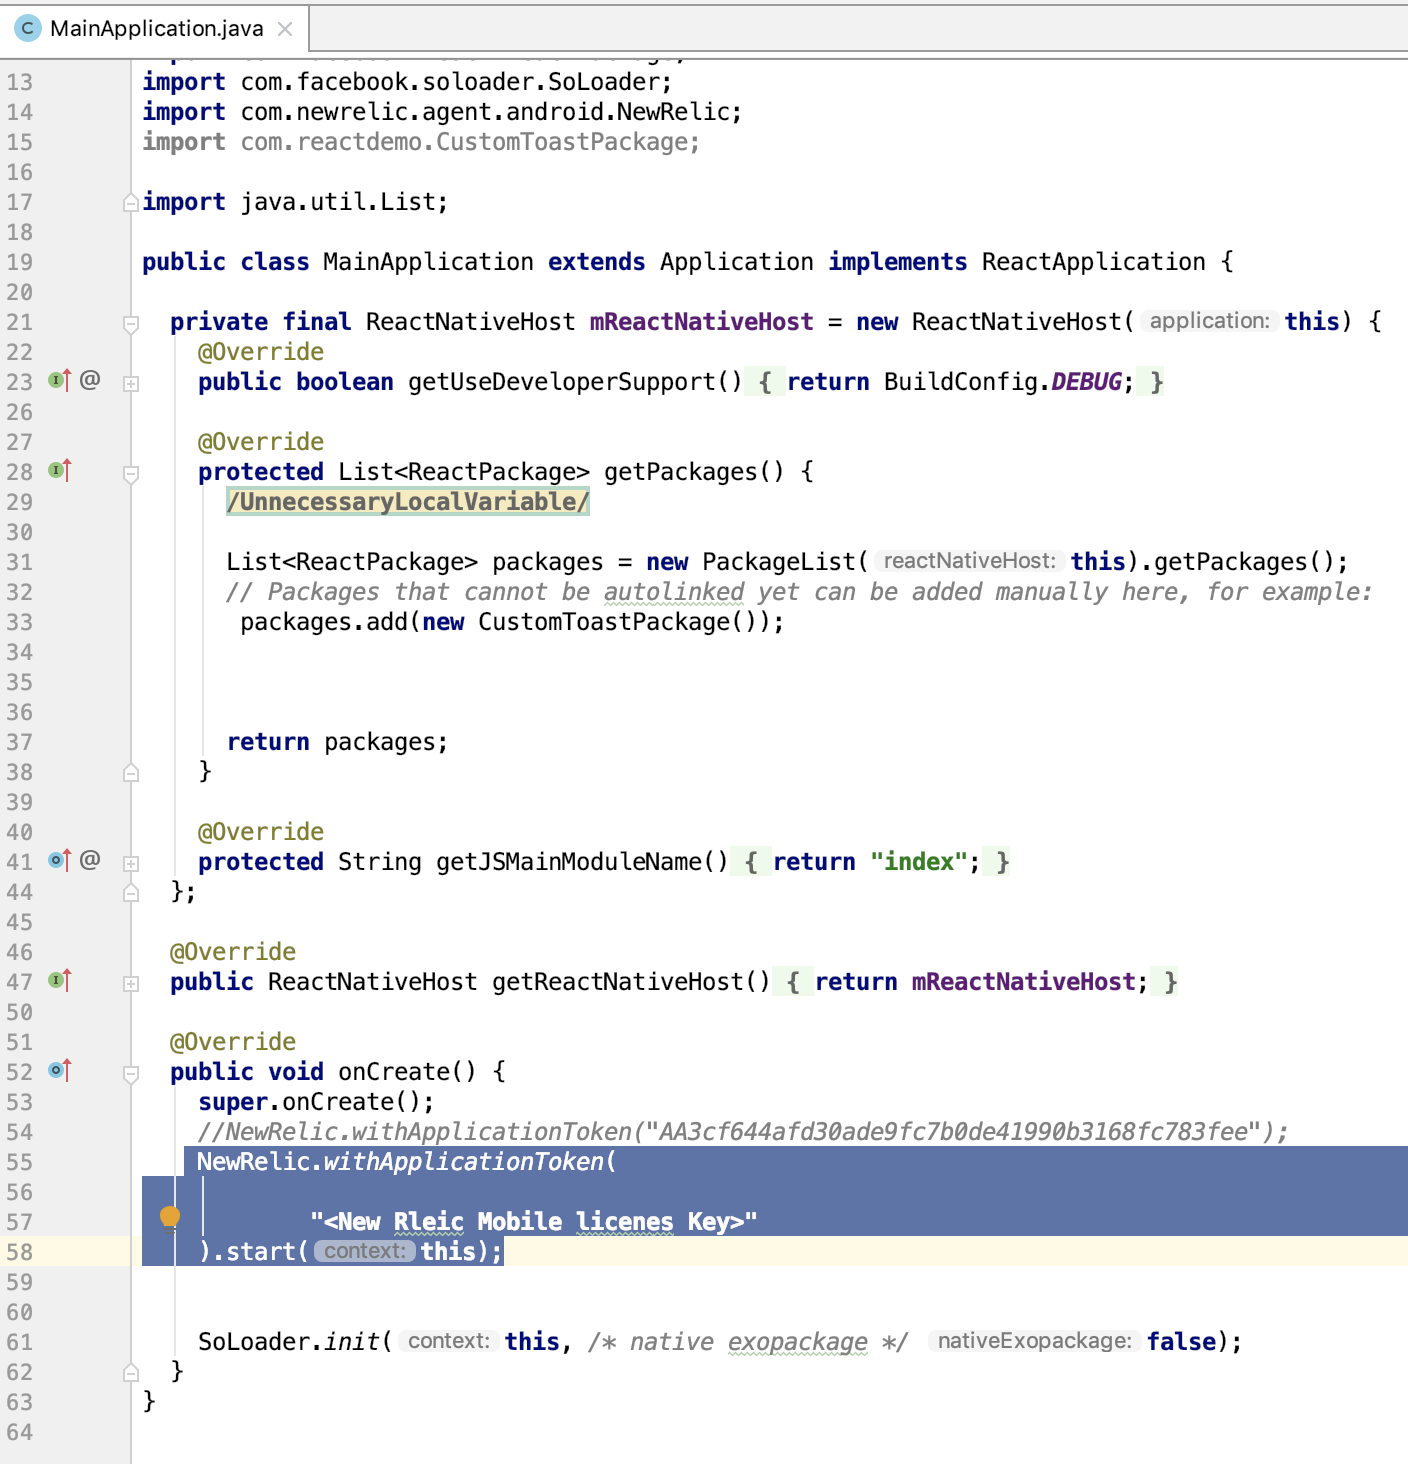 MainApplication.java
13 import com.facebook.soloader.SoLoader;
14 import com.newrelic.agent.android.NewRelic;
15 import com.reactdemo.CustomToastPackage;
16
17 import java.util.List;
18
19 public class MainApplication extends Application implements ReactApplication {
20
21 private final ReactNativeHost mReactNativeHost = new ReactNativeHost( application: this) {
22 @Override
23 @ public boolean getUseDeveloperSupport() { return BuildConfig.DEBUG; }
26
27 @Override
28 protected List<ReactPackage> getPackages() {
29 /UnnecessaryLocalVariable/
30
31 List<ReactPackage> packages = new PackageList( reactNativeHost: this).getPackages();
32 // Packages that cannot be autolinked yet can be added manually here, for example:
33 packages.add(new CustomToastPackage());
34
35
36
37 return packages;
38 }
39
40 @Override
41 @ protected String getJSMainModuleName() { return "index"; }
44 };
45
46 @Override
47 public ReactNativeHost getReactNativeHost() { return mReactNativeHost; }
50
51 @Override
52 public void onCreate() {
53 super.onCreate();
54 //NewRelic.withApplicationToken("AA3cf644afd30ade9fc7b0de41990b3168fc783fee");
55 NewRelic.withApplicationToken(
56
57 "<New Rleic Mobile licenes Key>"
58 ).start( context: this);
59
60
61 SoLoader.init( context: this, /* native exopackage */ nativeExopackage: false);
62 }
63 }
64